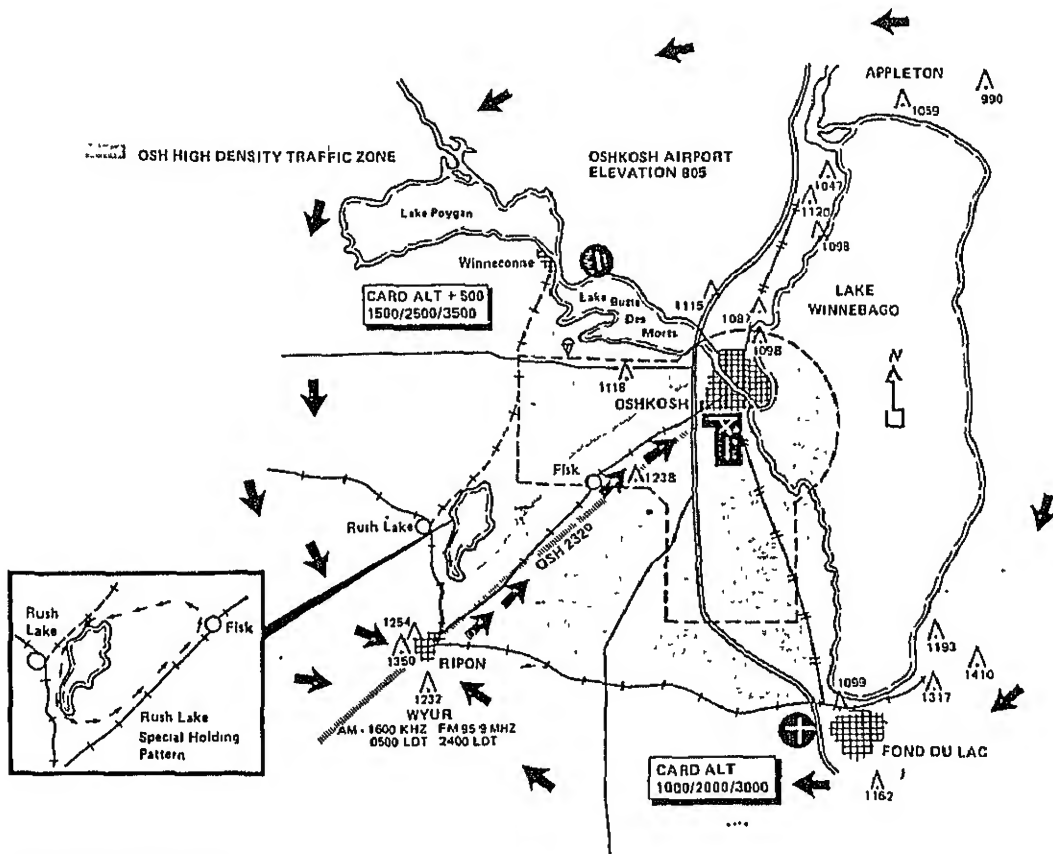 APPLETON
1059
990
OSH HIGH DENSITY TRAFFIC ZONE
OSHKOSH AIRPORT
ELEVATION 805
1047
1120
1098
Lake Poygan
Winneconne
CARD ALT + 500
1500/2500/3500
Lake Butte
Des
Morts
1115
1087
1098
LAKE
WINNEBAGO
N
1118
OSHKOSH
Fisk
1238
Rush Lake
OSH 232°
Rush
Lake
Fisk
Rush Lake
Special Holding
Pattern
1254
1350
RIPON
1232
WYUR
AM - 1600 KHZ FM 95.9 MHZ
0500 LDT 2400 LDT
1193
1410
1317
1099
FOND DU LAC
CARD ALT
1000/2000/3000
1162